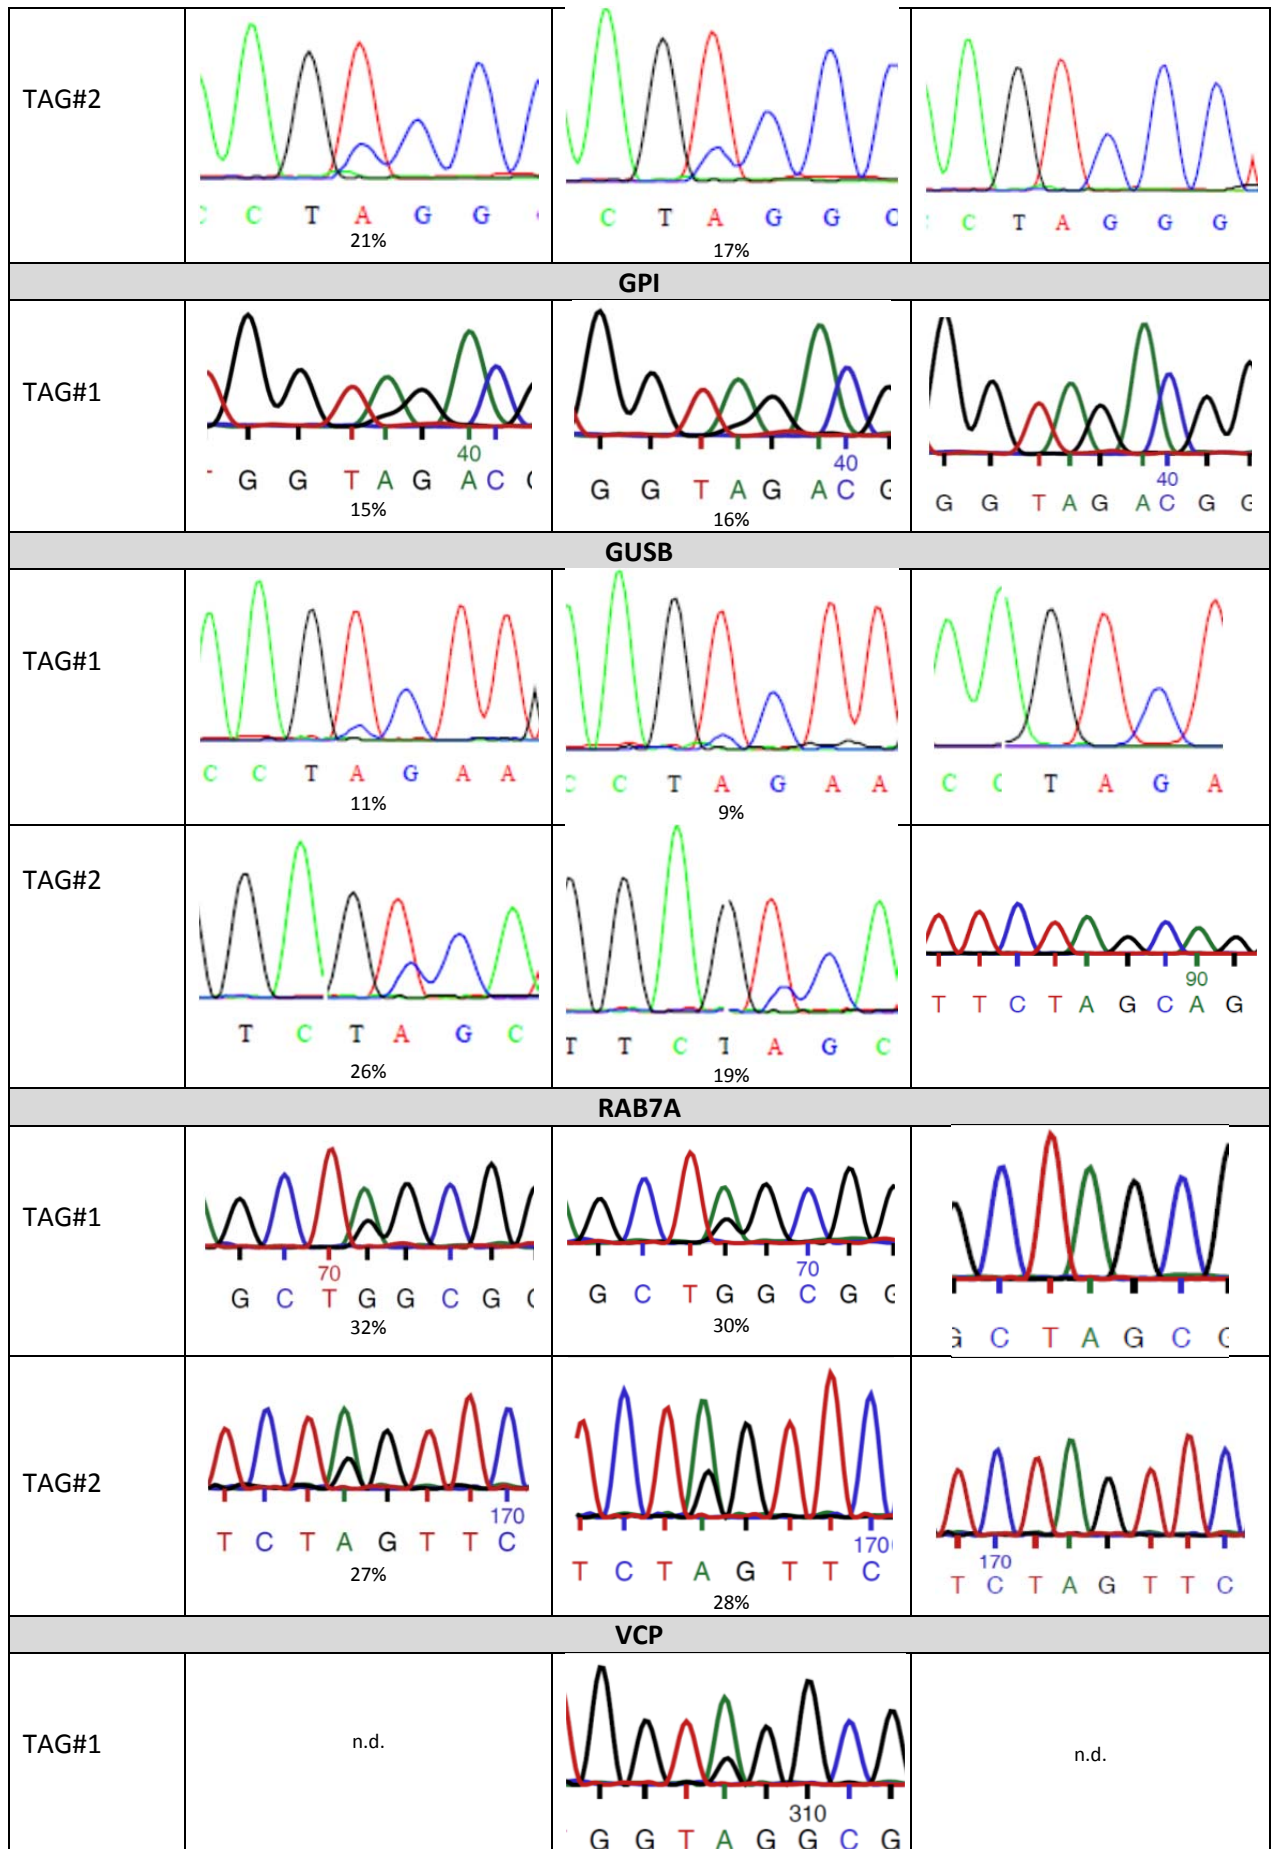 TAG#2
C C T A G G
21%
C T A G G C
17%
C T A G G G
GPI
TAG#1
40
G G T A G A C
15%
40
G G T A G A C G
16%
40
G G T A G A C G G
GUSB
TAG#1
C C T A G A A
11%
C C T A G A A
9%
C C T A G A
TAG#2
T C T A G C
26%
T T C T A G C
19%
90
T T C T A G C A G
RAB7A
TAG#1
70
G C T G G C G
32%
70
G C T G G C G G
30%
G C T A G C G
TAG#2
170
T C T A G T T C
27%
170
T C T A G T T C
28%
170
T C T A G T T C
VCP
TAG#1
n.d.
310
G G T A G G C G
n.d.